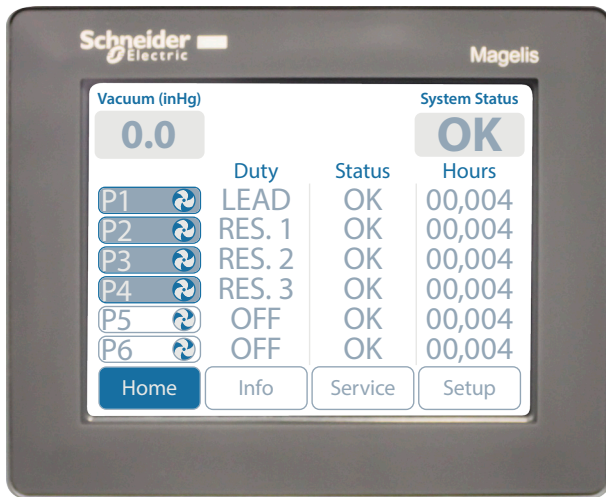 Schneider
Electric
Magelis
Vacuum (inHg)
System Status
0.0
OK
Duty Status Hours
P1 LEAD OK 00,004
P2 RES. 1 OK 00,004
P3 RES. 2 OK 00,004
P4 RES. 3 OK 00,004
P5 OFF OK 00,004
P6 OFF OK 00,004
Home Info Service Setup